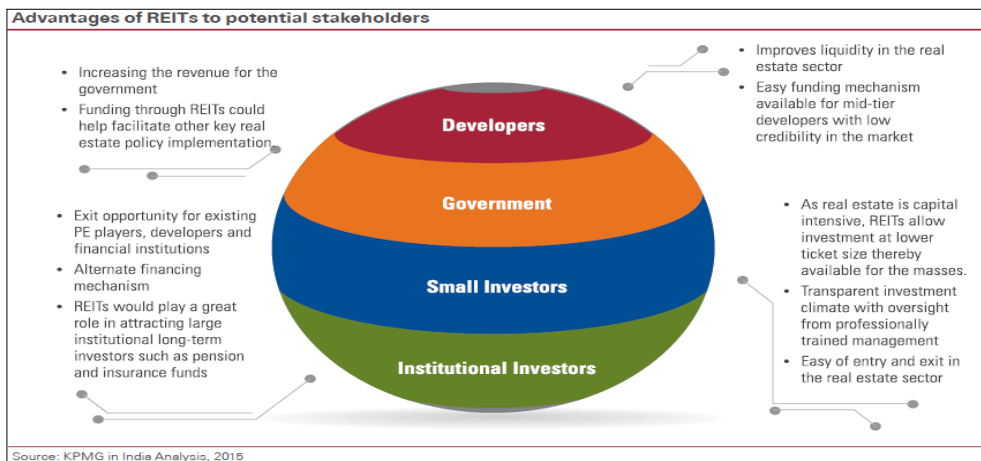 Advantages of REITs to potential stakeholders
• Increasing the revenue for the
government
• Funding through REITs could
help facilitate other key real
estate policy implementation.
• Exit opportunity for existing
PE players, developers and
financial institutions
• Alternate financing
mechanism
• REITs would play a great
role in attracting large
institutional long-term
investors such as pension
and insurance funds
Developers
Government
Small Investors
Institutional Investors
• Improves liquidity in the real
estate sector
• Easy funding mechanism
available for mid-tier
developers with low
credibility in the market
• As real estate is capital
intensive, REITs allow
investment at lower
ticket size thereby
available for the masses.
• Transparent investment
climate with oversight
from professionally
trained management
• Easy of entry and exit in
the real estate sector
Source: KPMG in India Analysis, 2015